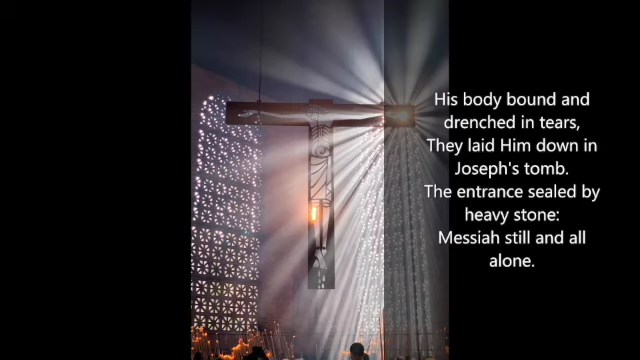 His body bound and
drenched in tears,
They laid Him down in
Joseph's tomb.
The entrance sealed by
heavy stone:
Messiah still and all
alone.